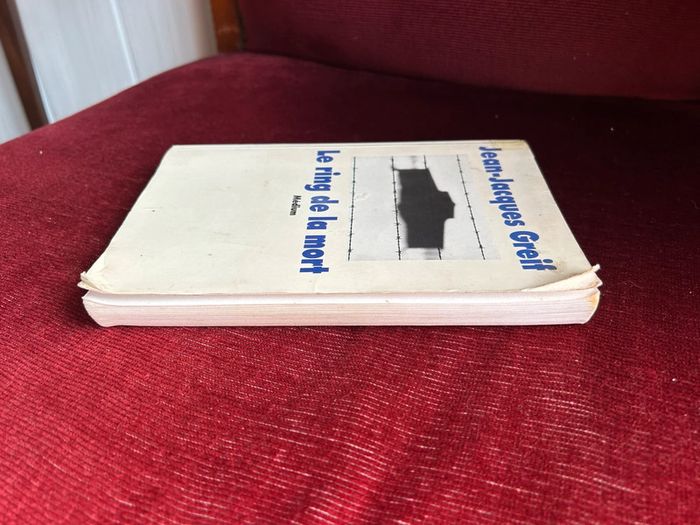 Jean-Jacques Greif
Le ring de la mort
Médium